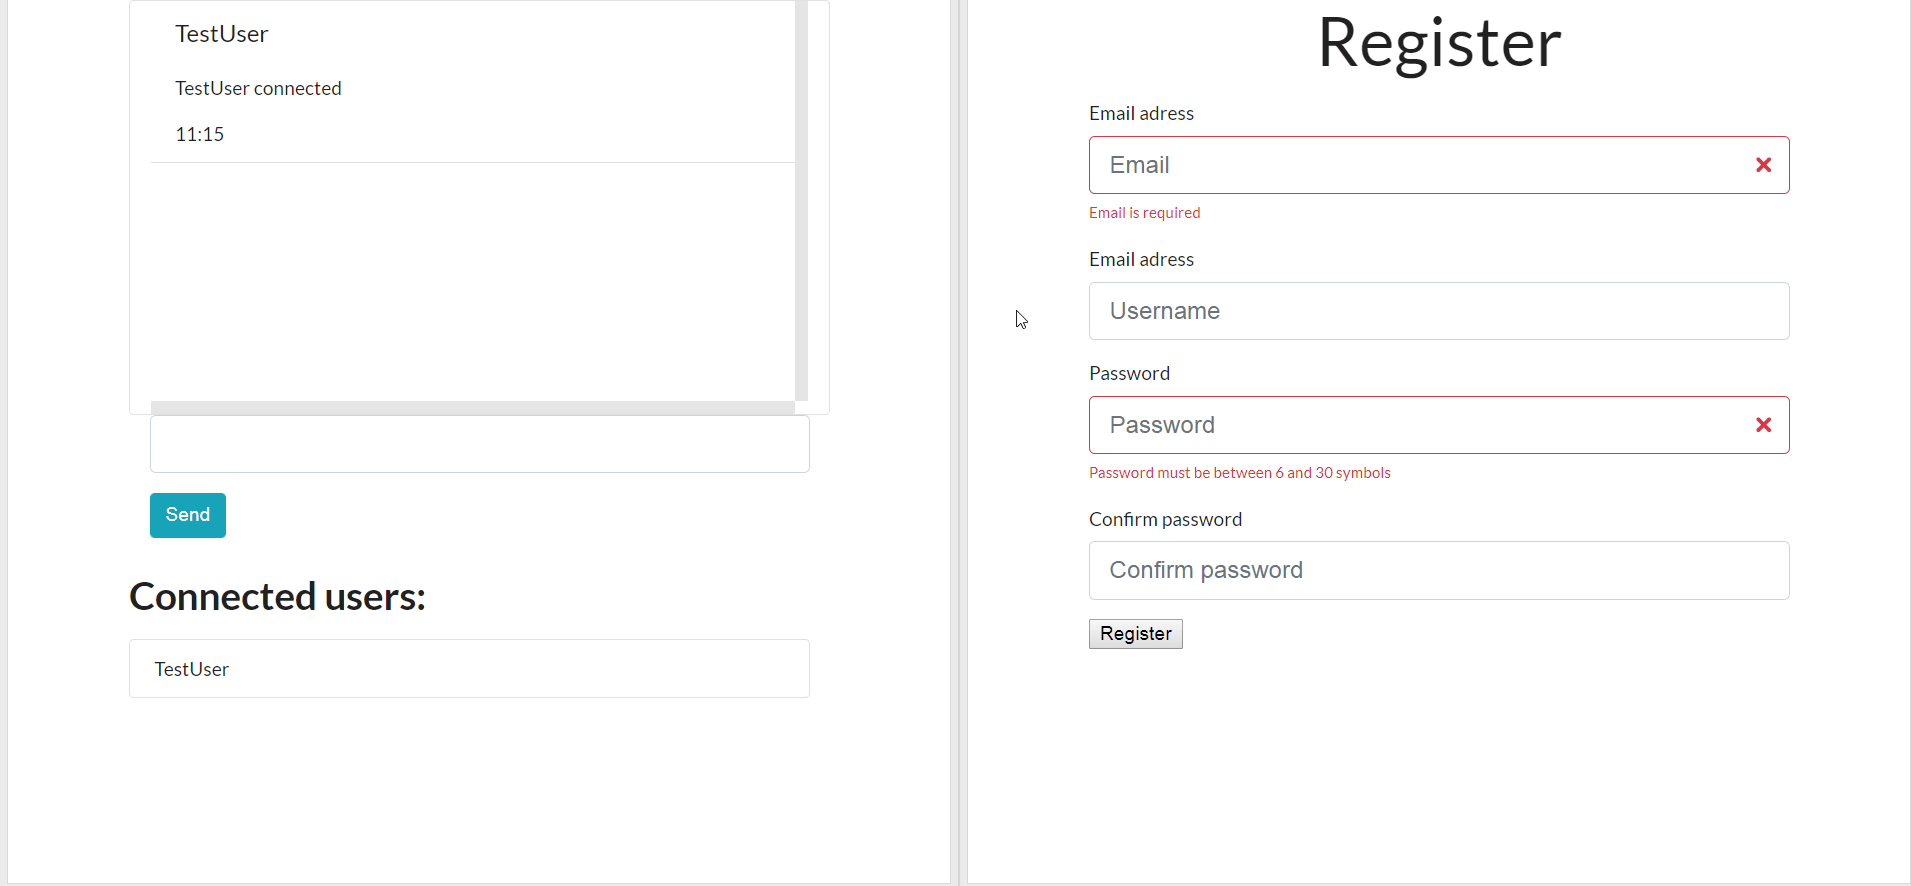 TestUser
TestUser connected
11:15
Send
Connected users:
TestUser
Register
Email adress
Email
Email is required
Email adress
Username
Password
Password
Password must be between 6 and 30 symbols
Confirm password
Confirm password
Register